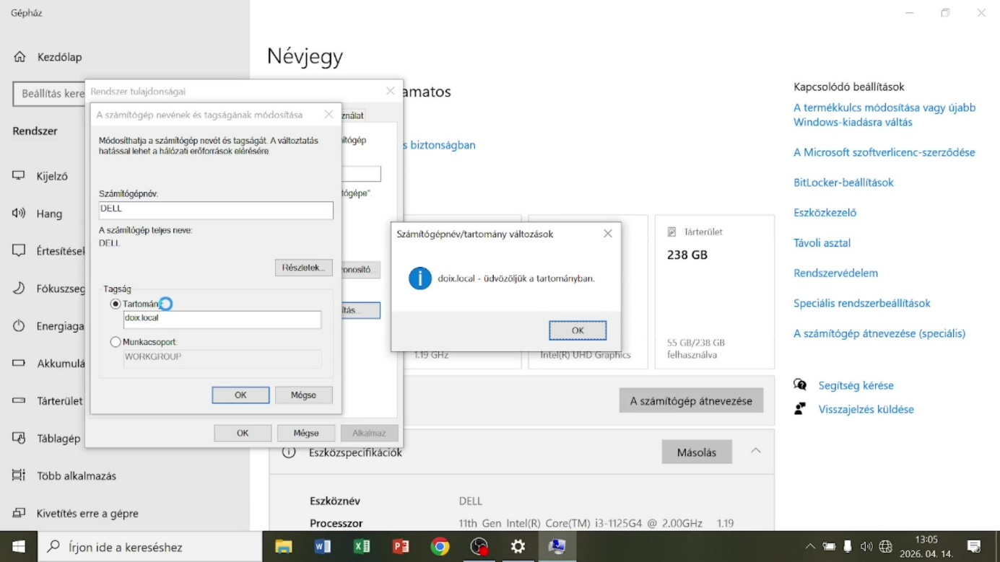 Gépház
Kezdőlap
Beállítás kere
Rendszer
Kijelző
Hang
Értesítések
Fókuszseg
Energiaga
Akkumulá
Tárterület
Táblagép
Több alkalmazás
Kivetítés erre a gépre
Névjegy
amatos
s biztonságban
Rendszer tulajdonságai
A számítógép nevének és tagságának módosítása
ználat
Módosíthatja a számítógép nevét és tagságát. A változtatás
hatással lehet a hálózati erőforrások elérésére.
ítógép
tógépe".
Számítógépnév:
DELL
A számítógép teljes neve:
DELL
Részletek...
onosító...
ítás...
Tagság
Tartomány
doix.local
Munkacsoport:
WORKGROUP
OK
Mégse
OK
Mégse
Alkalmaz
Számítógépnév/tartomány változások
doix.local - üdvözöljük a tartományban.
OK
1.19 GHz
Intel(R) UHD Graphics
Tárterület
238 GB
55 GB/238 GB
felhasználva
A számítógép átnevezése
Eszközspecifikációk
Másolás
Eszköznév DELL
Processzor 11th Gen Intel(R) Core(TM) i3-1125G4 @ 2.00GHz 1.19
Kapcsolódó beállítások
A termékkulcs módosítása vagy újabb
Windows-kiadásra váltás
A Microsoft szoftverlicenc-szerződése
BitLocker-beállítások
Eszközkezelő
Távoli asztal
Rendszervédelem
Speciális rendszerbeállítások
A számítógép átnevezése (speciális)
Segítség kérése
Visszajelzés küldése
Írjon ide a kereséshez
13:05
2026. 04. 14.